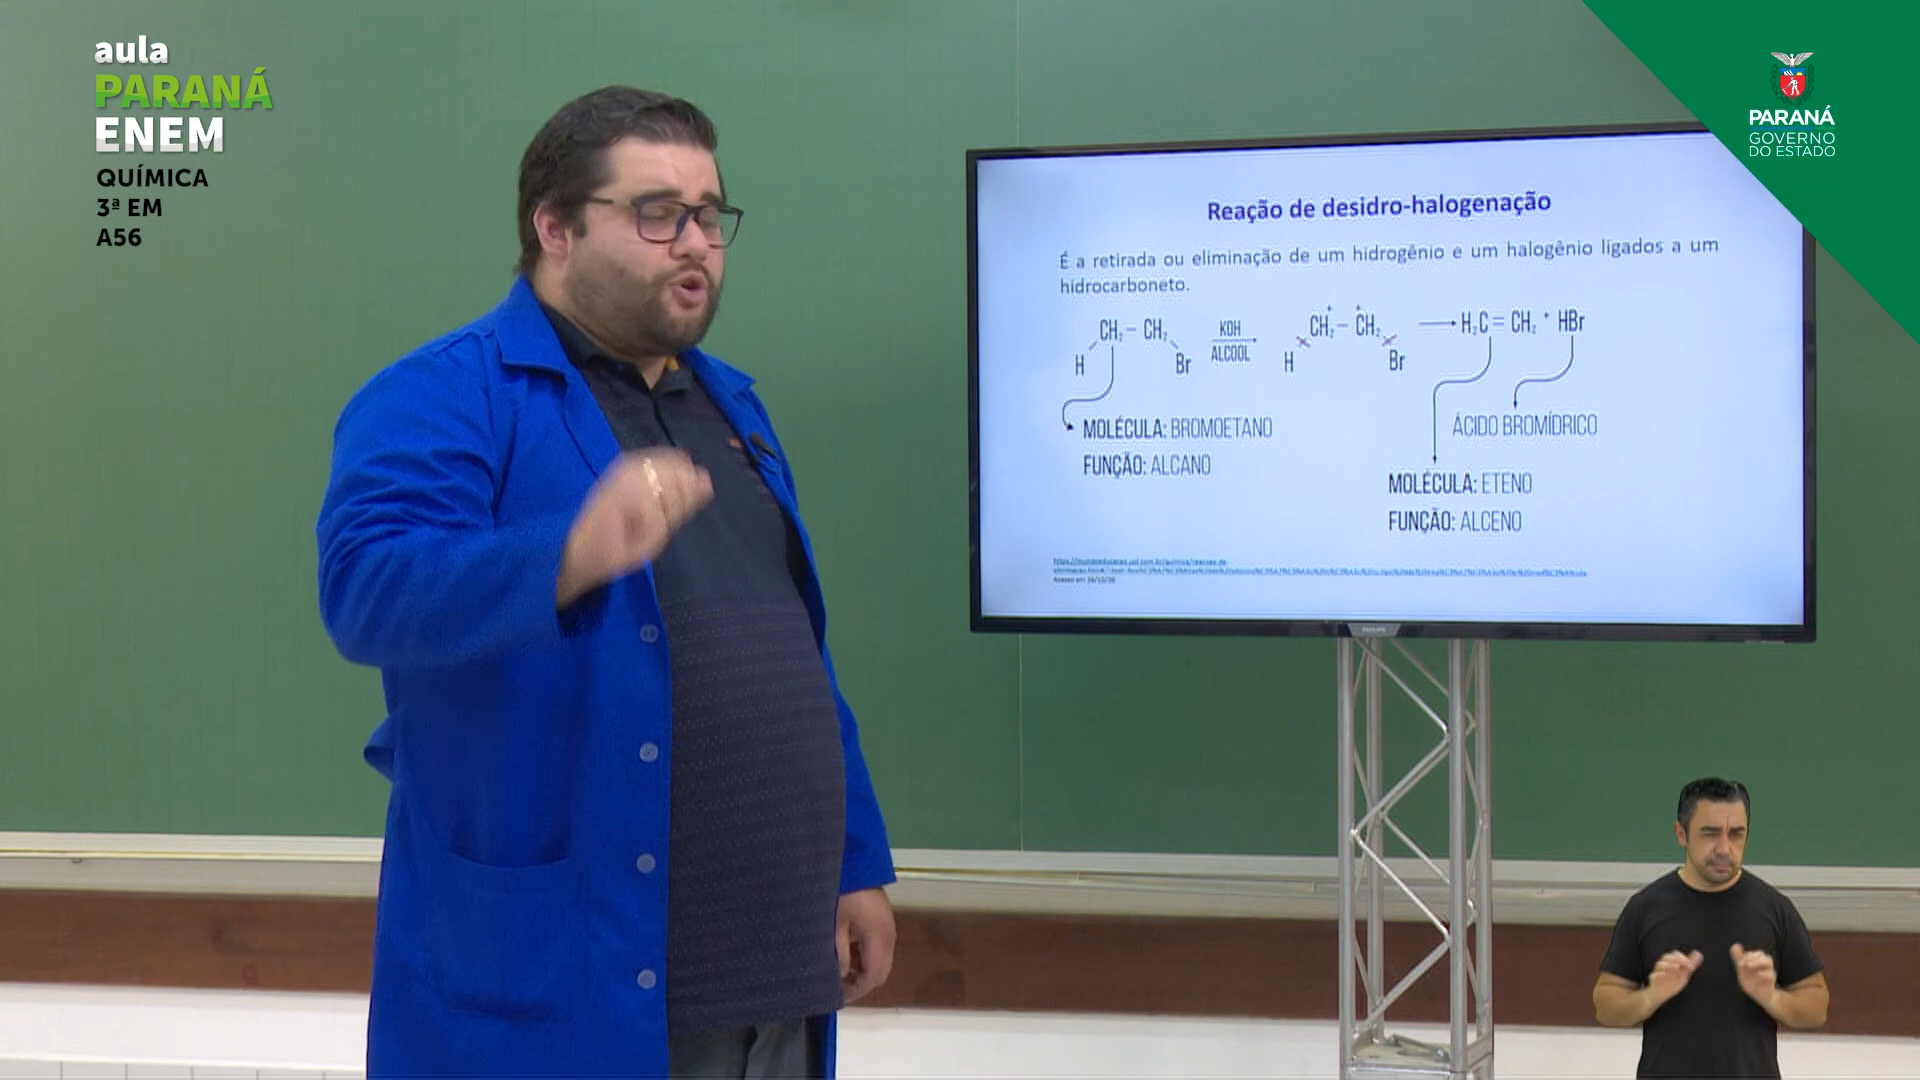 aula
PARANÁ
ENEM
QUÍMICA
3ª EM
A56
PARANÁ
GOVERNO
DO ESTADO
Reação de desidro-halogenação
É a retirada ou eliminação de um hidrogênio e um halogênio ligados a um
hidrocarboneto.
CH₂ – CH₂
H
Br
KOH
ALCOOL
CH₂⁺ – CH₂⁺
H
Br
H₂C = CH₂ + HBr
MOLÉCULA: BROMOETANO
FUNÇÃO: ALCANO
ÁCIDO BROMÍDRICO
MOLÉCULA: ETENO
FUNÇÃO: ALCENO
PHILIPS